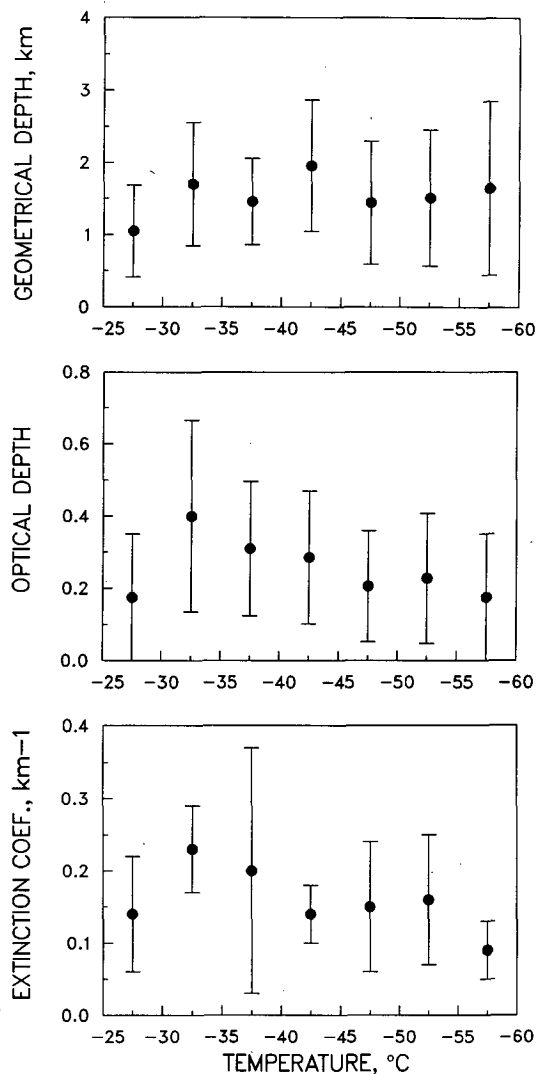 GEOMETRICAL DEPTH, km
4
3
2
1
0
−25 −30 −35 −40 −45 −50 −55 −60
OPTICAL DEPTH
0.8
0.6
0.4
0.2
0.0
−25 −30 −35 −40 −45 −50 −55 −60
EXTINCTION COEF., km−1
0.4
0.3
0.2
0.1
0.0
−25 −30 −35 −40 −45 −50 −55 −60
TEMPERATURE, °C